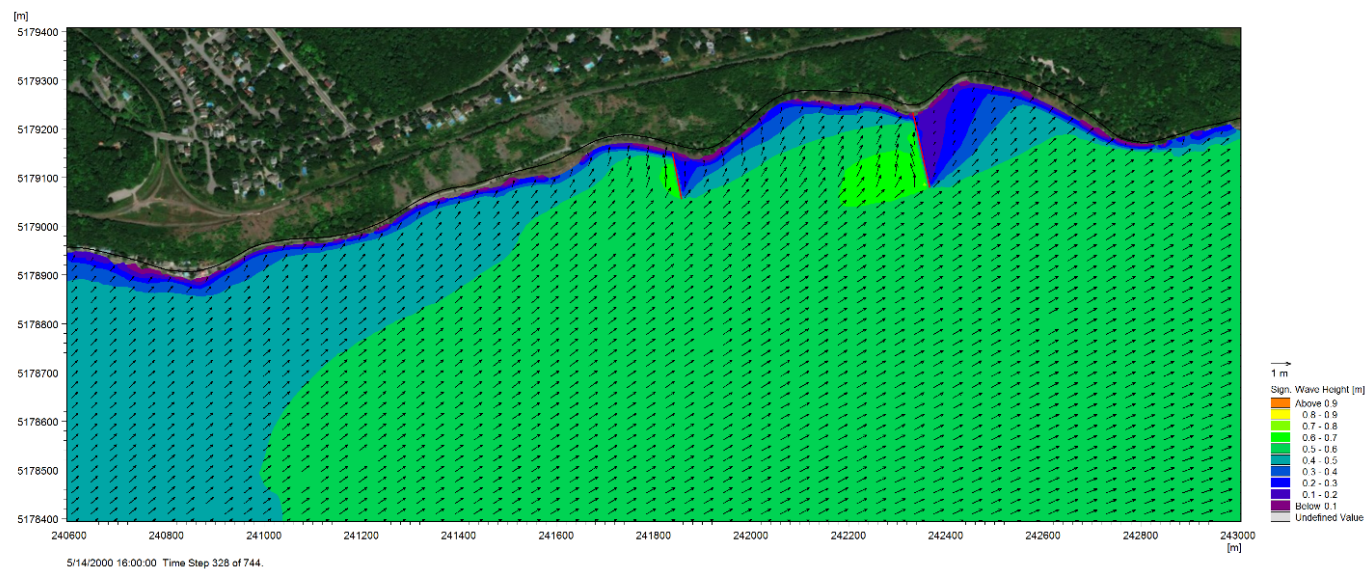 [m]
5179400
5179300
5179200
5179100
5179000
5178900
5178800
5178700
5178600
5178500
5178400
240600 240800 241000 241200 241400 241600 241800 242000 242200 242400 242600 242800 243000
[m]
5/14/2000 16:00:00 Time Step 328 of 744.
1 m
Sign. Wave Height [m]
Above 0.9
0.8 - 0.9
0.7 - 0.8
0.6 - 0.7
0.5 - 0.6
0.4 - 0.5
0.3 - 0.4
0.2 - 0.3
0.1 - 0.2
Below 0.1
Undefined Value